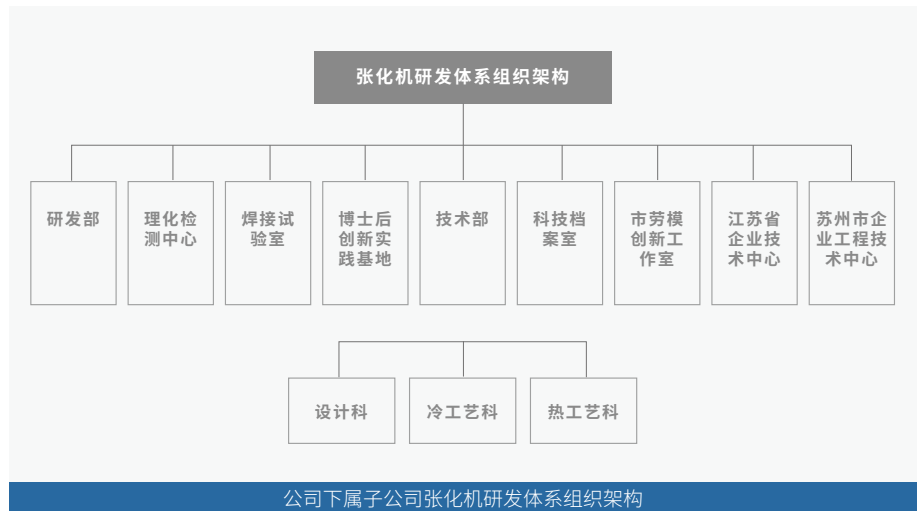 张化机研发体系组织架构
研发部
理化检
测中心
焊接试
验室
博士后
创新实
践基地
技术部
科技档
案室
市劳模
创新工
作室
江苏省
企业技
术中心
苏州市企
业工程技
术中心
设计科
冷工艺科
热工艺科
公司下属子公司张化机研发体系组织架构